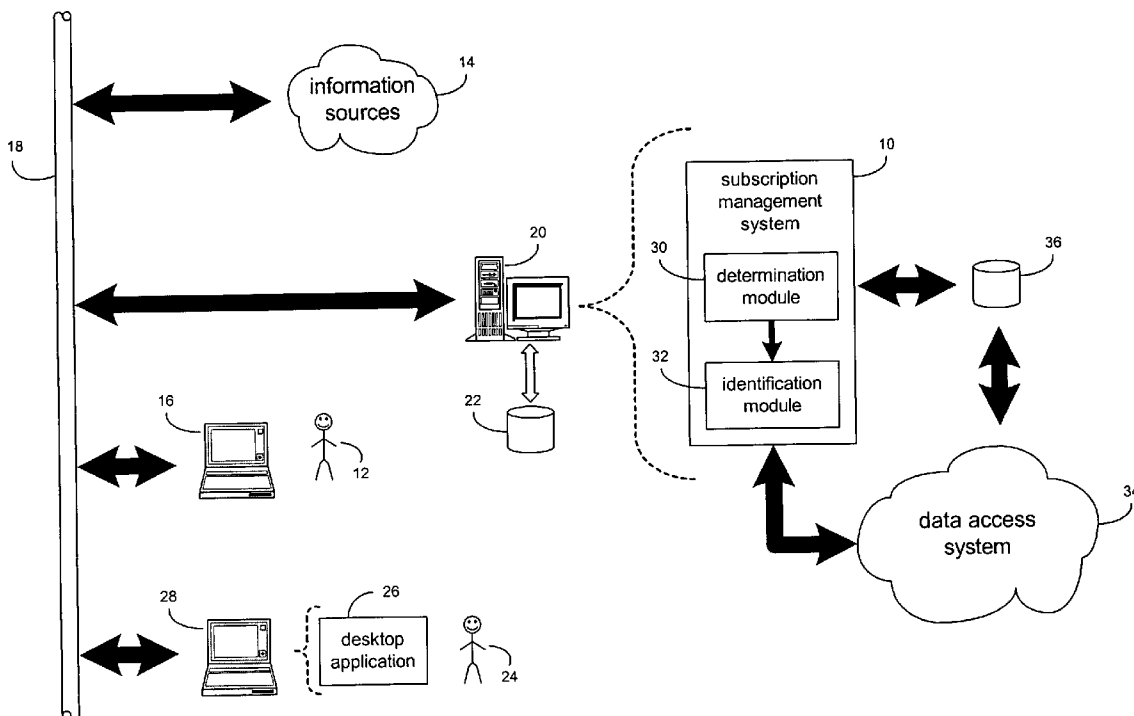 14
information
sources
18
10
subscription
management
system
20
30
36
determination
module
32
identification
module
16
22
12
34
data access
system
28
26
desktop
application
24